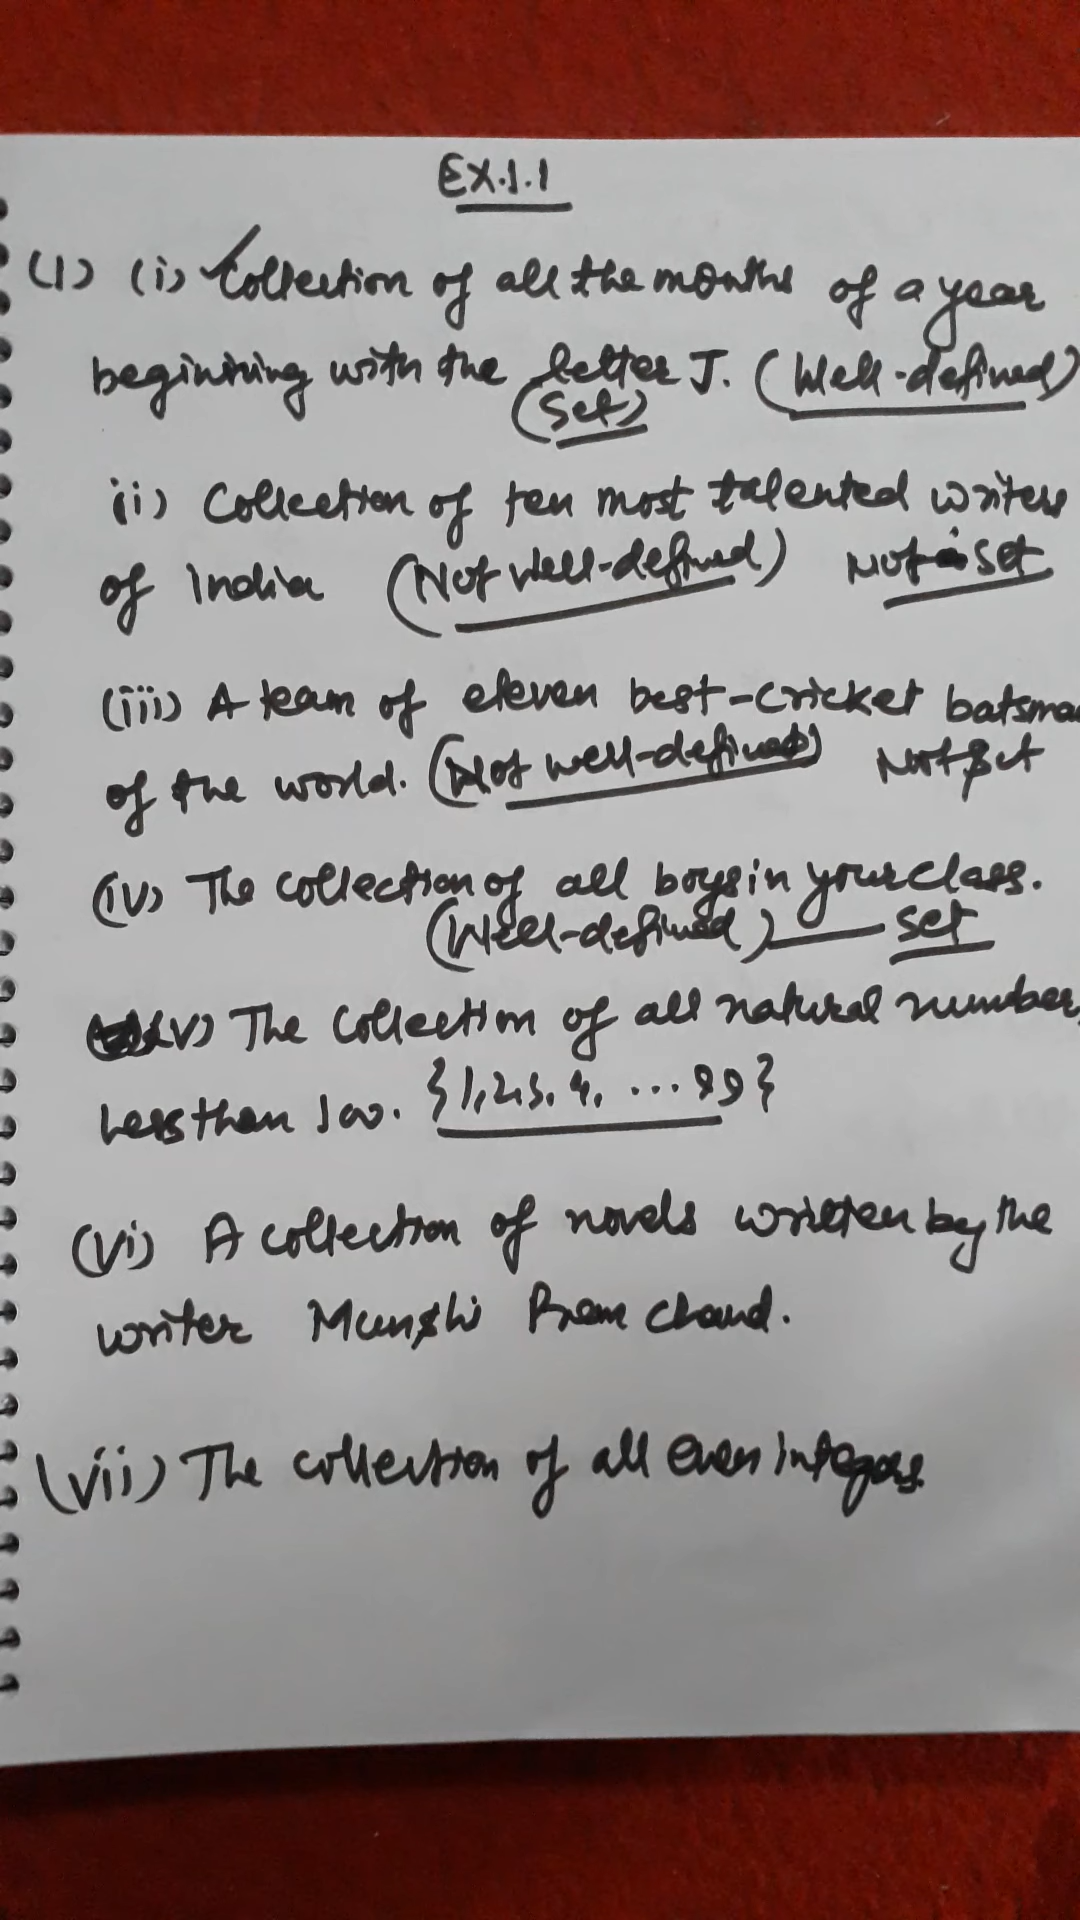 EX.1.1
(1) (i) Collection of all the months of a year
beginning with the letter J. (Well-defined)
(Set)
ii) Collection of ten most talented writers
of India (Not well-defined) Not set
(iii) A team of eleven best-cricket batsman
of the world. (Not well-defined) Not set
(iv) The collection of all boys in your class.
(Well-defined) — set
(v) The collection of all natural number
less than 100. {1,2,3,4, ... 99}
(vi) A collection of novels written by the
writer Munshi Prem Chand.
(vii) The collection of all even integers.